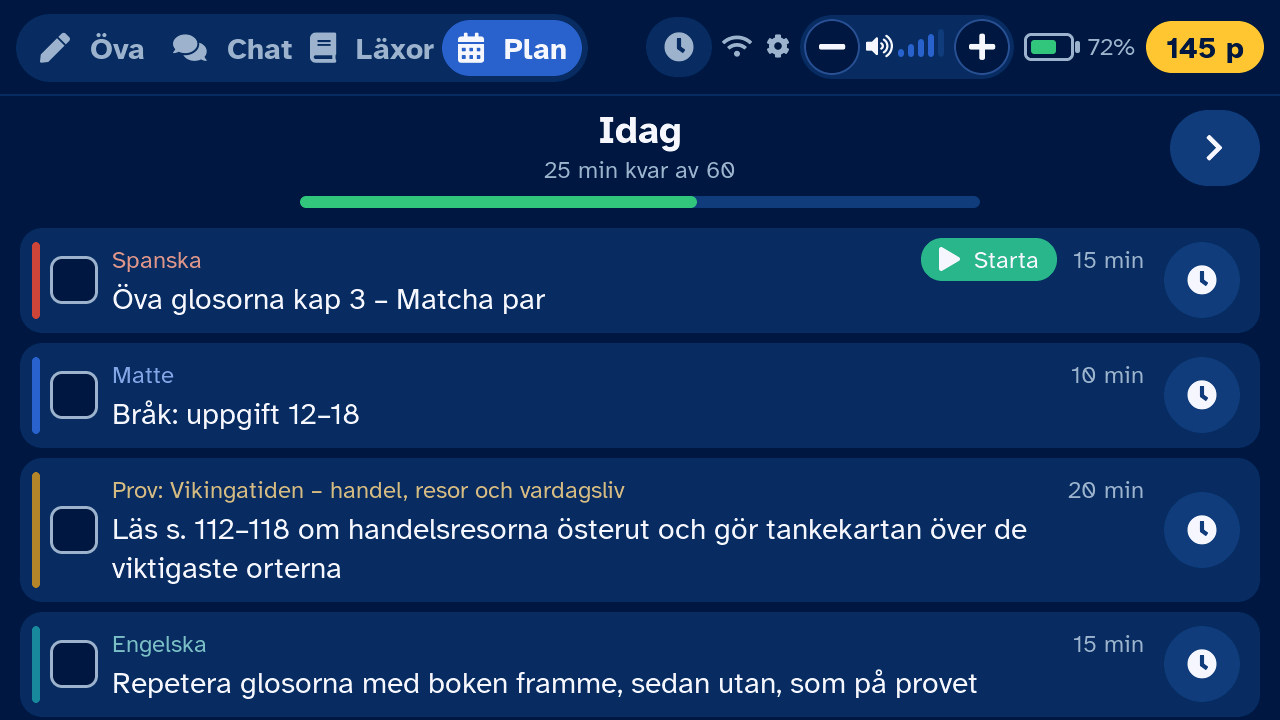 Öva Chat Läxor Plan 72% 145 p
Idag
25 min kvar av 60
Spanska Starta 15 min
Öva glosorna kap 3 – Matcha par
Matte 10 min
Bråk: uppgift 12–18
Prov: Vikingatiden – handel, resor och vardagsliv 20 min
Läs s. 112–118 om handelsresorna österut och gör tankekartan över de
viktigaste orterna
Engelska 15 min
Repetera glosorna med boken framme, sedan utan, som på provet